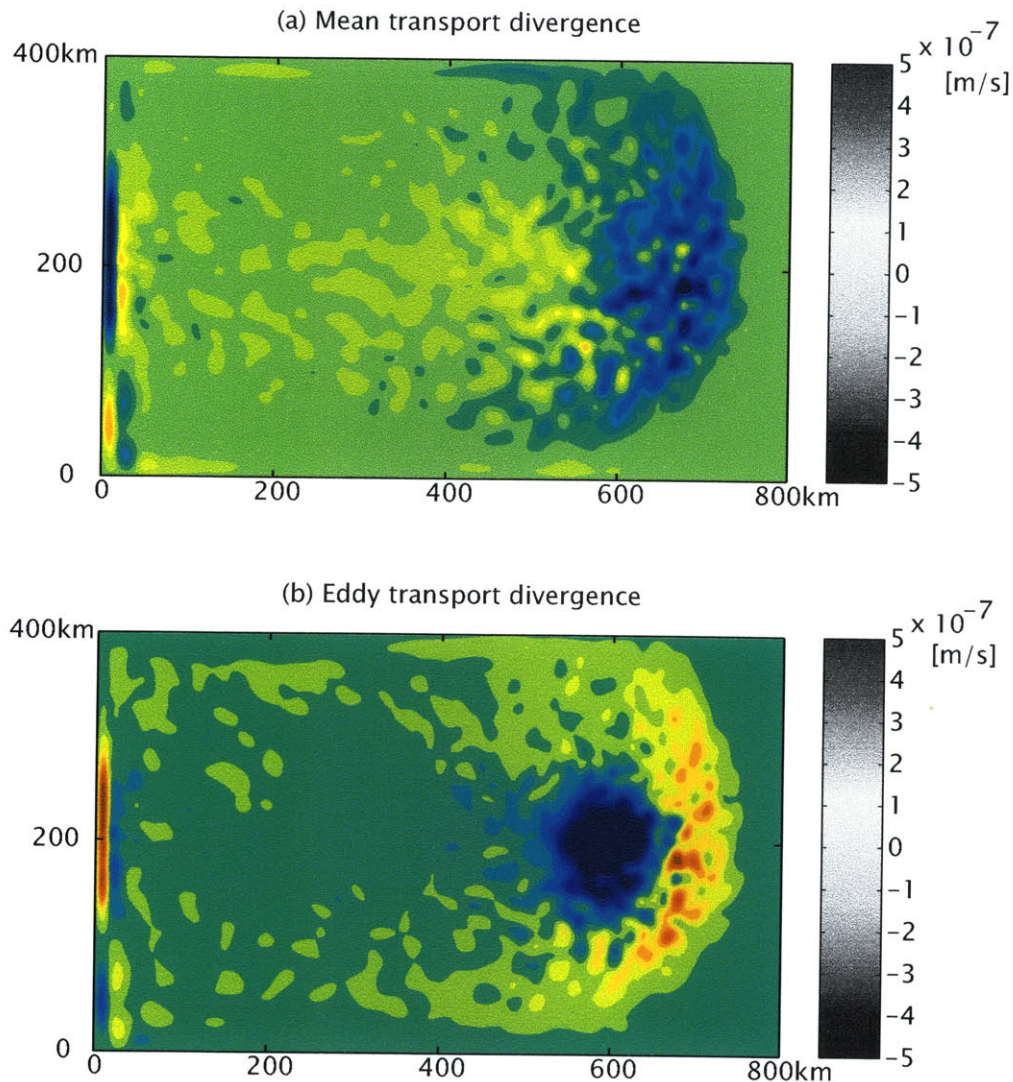 (a) Mean transport divergence
400km
200
0
0 200 400 600 800km
5 x 10⁻⁷
[m/s]
4
3
2
1
0
−1
−2
−3
−4
−5
(b) Eddy transport divergence
400km
200
0
0 200 400 600 800km
5 x 10⁻⁷
[m/s]
4
3
2
1
0
−1
−2
−3
−4
−5